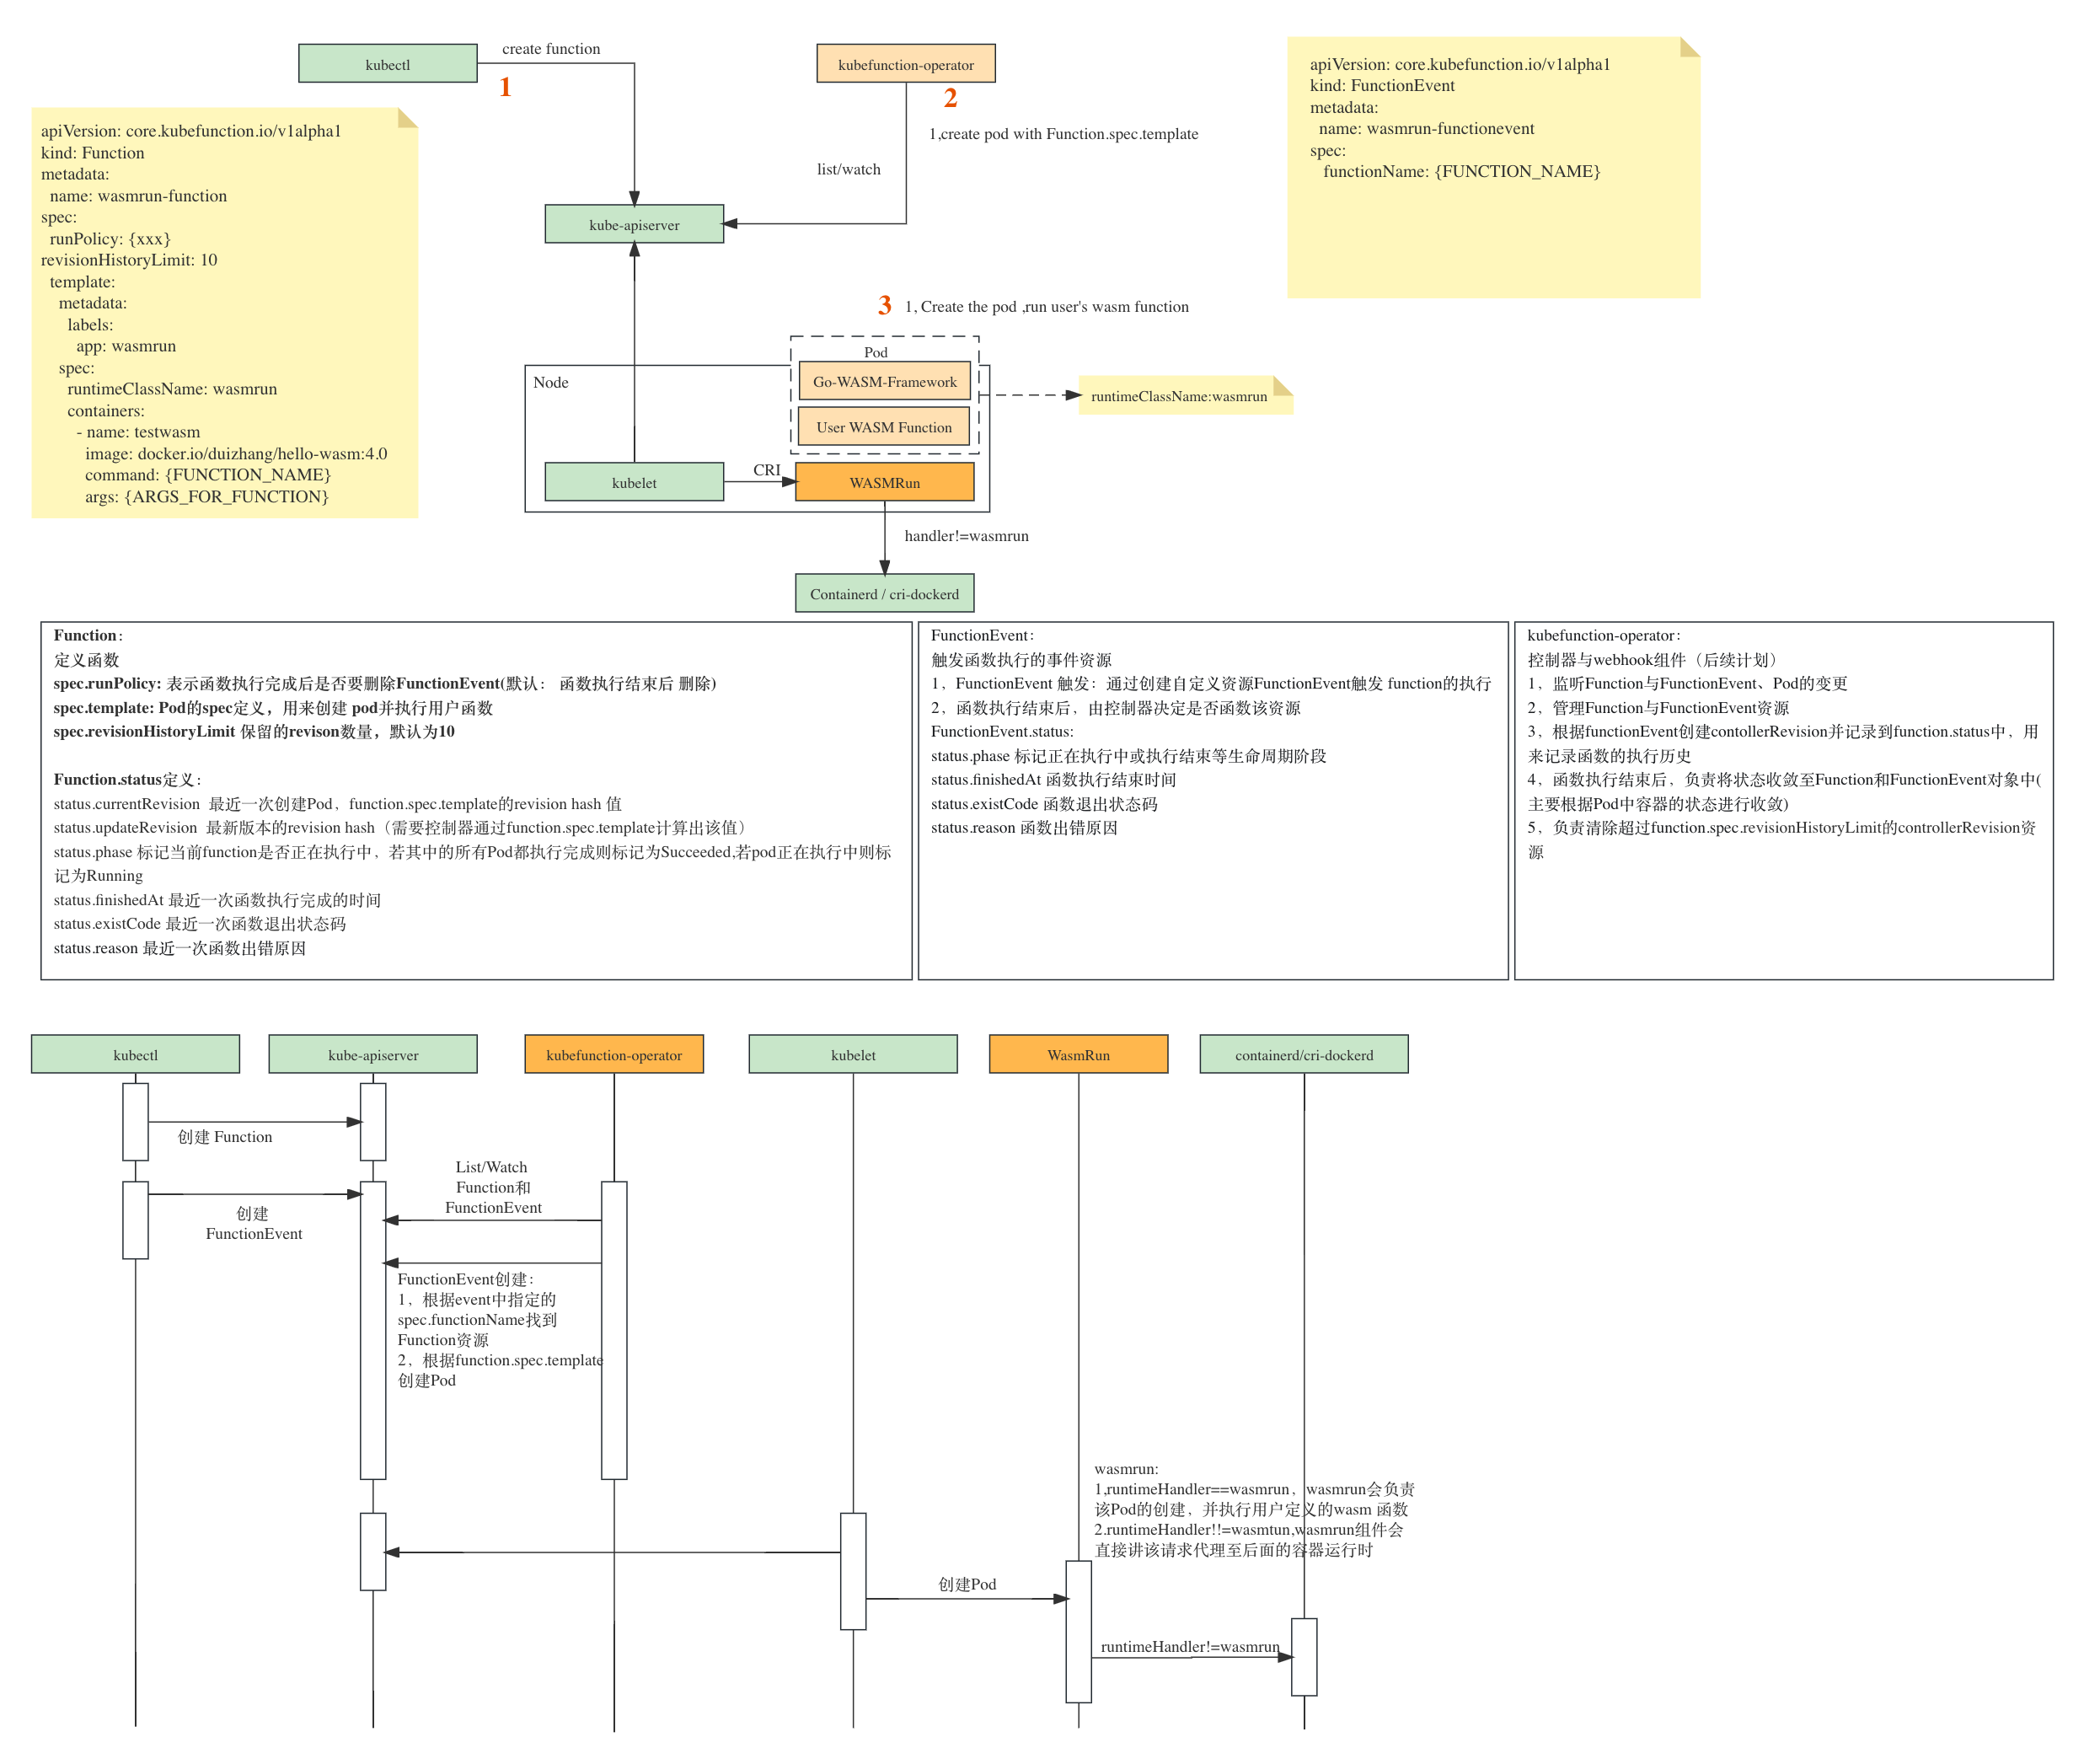 kubectl
create function
1
kubefunction-operator
2
1,create pod with Function.spec.template
list/watch
kube-apiserver
apiVersion: core.kubefunction.io/v1alpha1
kind: Function
metadata:
  name: wasmrun-function
spec:
  runPolicy: {xxx}
revisionHistoryLimit: 10
  template:
    metadata:
      labels:
        app: wasmrun
    spec:
      runtimeClassName: wasmrun
      containers:
        - name: testwasm
          image: docker.io/duizhang/hello-wasm:4.0
          command: {FUNCTION_NAME}
          args: {ARGS_FOR_FUNCTION}
apiVersion: core.kubefunction.io/v1alpha1
kind: FunctionEvent
metadata:
  name: wasmrun-functionevent
spec:
   functionName: {FUNCTION_NAME}
3
1, Create the pod ,run user's wasm function
Pod
Node
Go-WASM-Framework
User WASM Function
runtimeClassName:wasmrun
kubelet
CRI
WASMRun
handler!=wasmrun
Containerd / cri-dockerd
Function：
定义函数
spec.runPolicy: 表示函数执行完成后是否要删除FunctionEvent(默认： 函数执行结束后 删除)
spec.template: Pod的spec定义，用来创建 pod并执行用户函数
spec.revisionHistoryLimit 保留的revison数量，默认为10
Function.status定义：
status.currentRevision  最近一次创建Pod，function.spec.template的revision hash 值
status.updateRevision  最新版本的revision hash（需要控制器通过function.spec.template计算出该值）
status.phase 标记当前function是否正在执行中，若其中的所有Pod都执行完成则标记为Succeeded,若pod正在执行中则标
记为Running
status.finishedAt 最近一次函数执行完成的时间
status.existCode 最近一次函数退出状态码
status.reason 最近一次函数出错原因
FunctionEvent：
触发函数执行的事件资源
1，FunctionEvent 触发：通过创建自定义资源FunctionEvent触发 function的执行
2，函数执行结束后，由控制器决定是否函数该资源
FunctionEvent.status:
status.phase 标记正在执行中或执行结束等生命周期阶段
status.finishedAt 函数执行结束时间
status.existCode 函数退出状态码
status.reason 函数出错原因
kubefunction-operator：
控制器与webhook组件（后续计划）
1，监听Function与FunctionEvent、Pod的变更
2，管理Function与FunctionEvent资源
3，根据functionEvent创建contollerRevision并记录到function.status中，用
来记录函数的执行历史
4，函数执行结束后，负责将状态收敛至Function和FunctionEvent对象中(
主要根据Pod中容器的状态进行收敛)
5，负责清除超过function.spec.revisionHistoryLimit的controllerRevision资
源
kubectl
kube-apiserver
kubefunction-operator
kubelet
WasmRun
containerd/cri-dockerd
创建 Function
List/Watch
Function和
FunctionEvent
创建
FunctionEvent
FunctionEvent创建：
1，根据event中指定的
spec.functionName找到
Function资源
2，根据function.spec.template
创建Pod
wasmrun:
1,runtimeHandler==wasmrun，wasmrun会负责
该Pod的创建，并执行用户定义的wasm 函数
2.runtimeHandler!!=wasmtun,wasmrun组件会
直接讲该请求代理至后面的容器运行时
创建Pod
runtimeHandler!=wasmrun